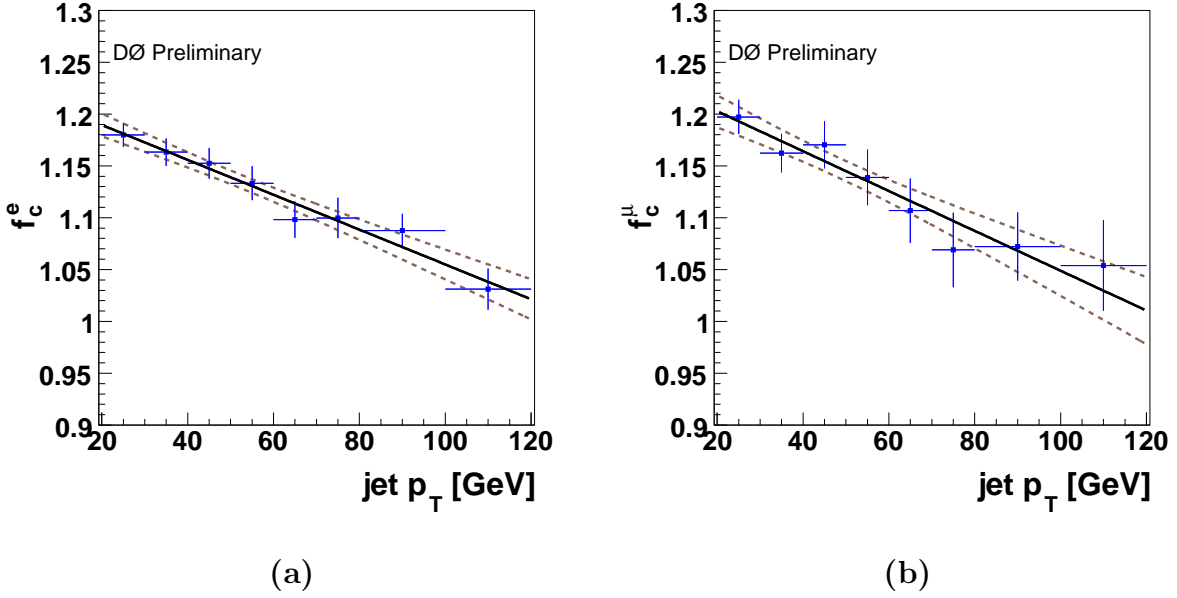 1.3
1.25
1.2
1.15
1.1
1.05
1
0.95
0.9
DØ Preliminary
f_c^e
20 40 60 80 100 120
jet p_T [GeV]
(a)
1.3
1.25
1.2
1.15
1.1
1.05
1
0.95
0.9
DØ Preliminary
f_c^μ
20 40 60 80 100 120
jet p_T [GeV]
(b)